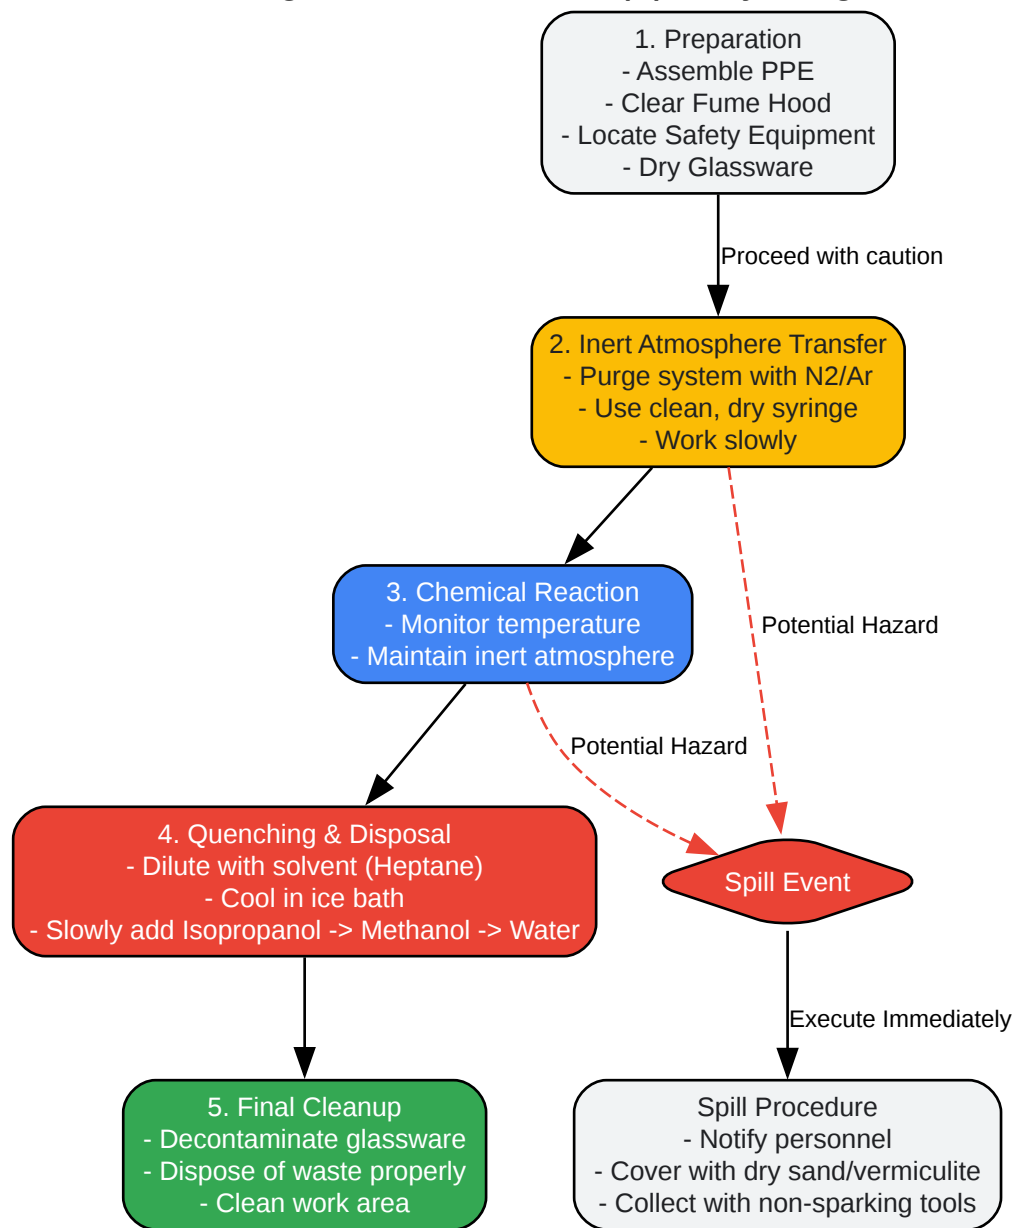 1. Preparation
- Assemble PPE
- Clear Fume Hood
- Locate Safety Equipment
- Dry Glassware
Proceed with caution
2. Inert Atmosphere Transfer
- Purge system with N2/Ar
- Use clean, dry syringe
- Work slowly
3. Chemical Reaction
- Monitor temperature
- Maintain inert atmosphere
Potential Hazard
Potential Hazard
4. Quenching & Disposal
- Dilute with solvent (Heptane)
- Cool in ice bath
- Slowly add Isopropanol -> Methanol -> Water
Spill Event
Execute Immediately
5. Final Cleanup
- Decontaminate glassware
- Dispose of waste properly
- Clean work area
Spill Procedure
- Notify personnel
- Cover with dry sand/vermiculite
- Collect with non-sparking tools